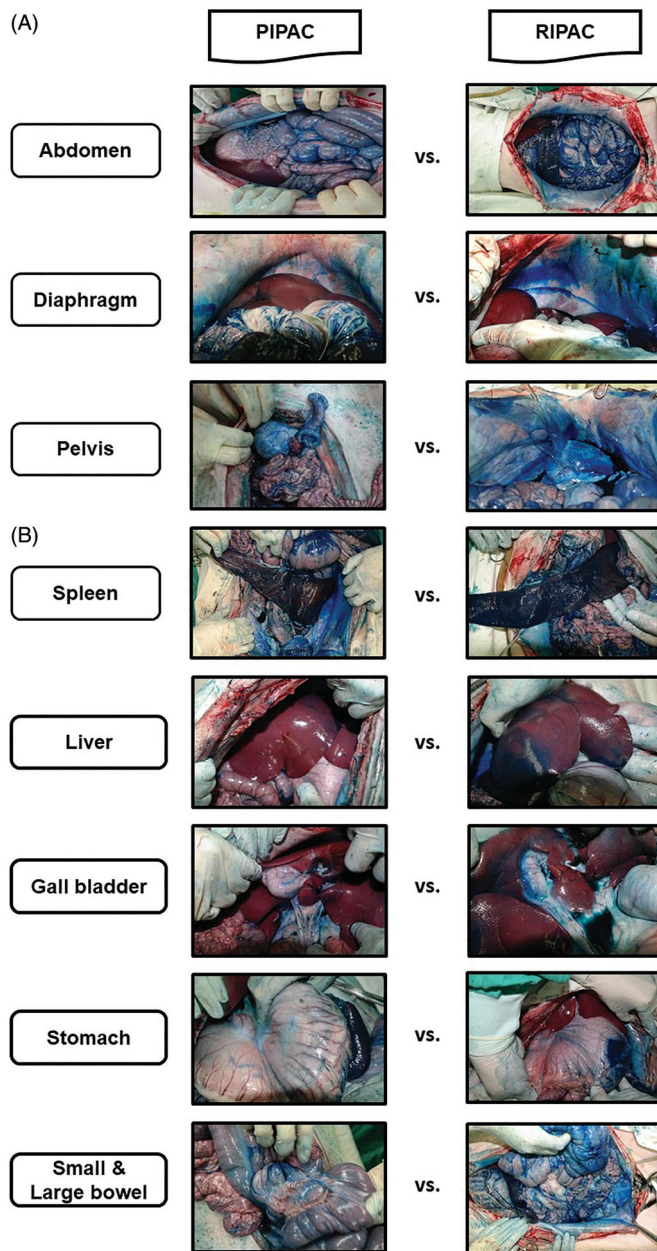 (A)
PIPAC
RIPAC
Abdomen
vs.
Diaphragm
vs.
Pelvis
vs.
(B)
Spleen
vs.
Liver
vs.
Gall bladder
vs.
Stomach
vs.
Small &
Large bowel
vs.